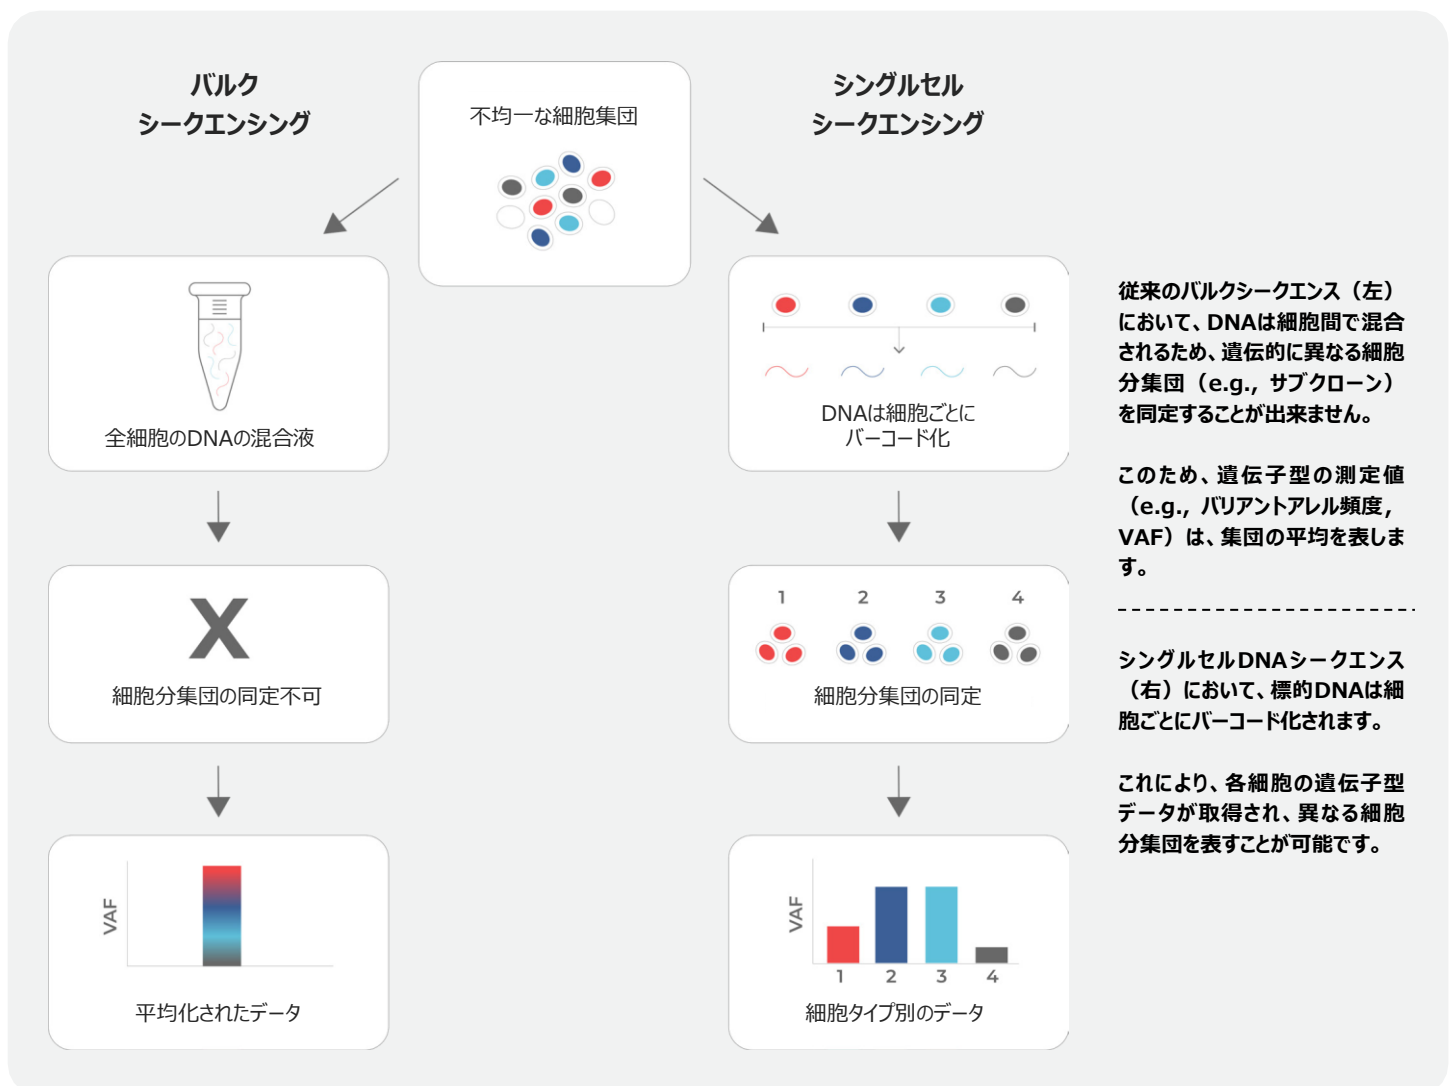 バルク
シークエンシング
不均一な細胞集団
シングルセル
シークエンシング
全細胞のDNAの混合液
細胞分集団の同定不可
VAF
平均化されたデータ
DNAは細胞ごとに
バーコード化
1 2 3 4
細胞分集団の同定
VAF
1 2 3 4
細胞タイプ別のデータ
従来のバルクシークエンス（左）
において、DNAは細胞間で混合
されるため、遺伝的に異なる細胞
分集団（e.g., サブクローン）
を同定することが出来ません。
このため、遺伝子型の測定値
（e.g., バリアントアレル頻度,
VAF）は、集団の平均を表しま
す。
シングルセルDNAシークエンス
（右）において、標的DNAは細
胞ごとにバーコード化されます。
これにより、各細胞の遺伝子型
データが取得され、異なる細胞
分集団を表すことが可能です。